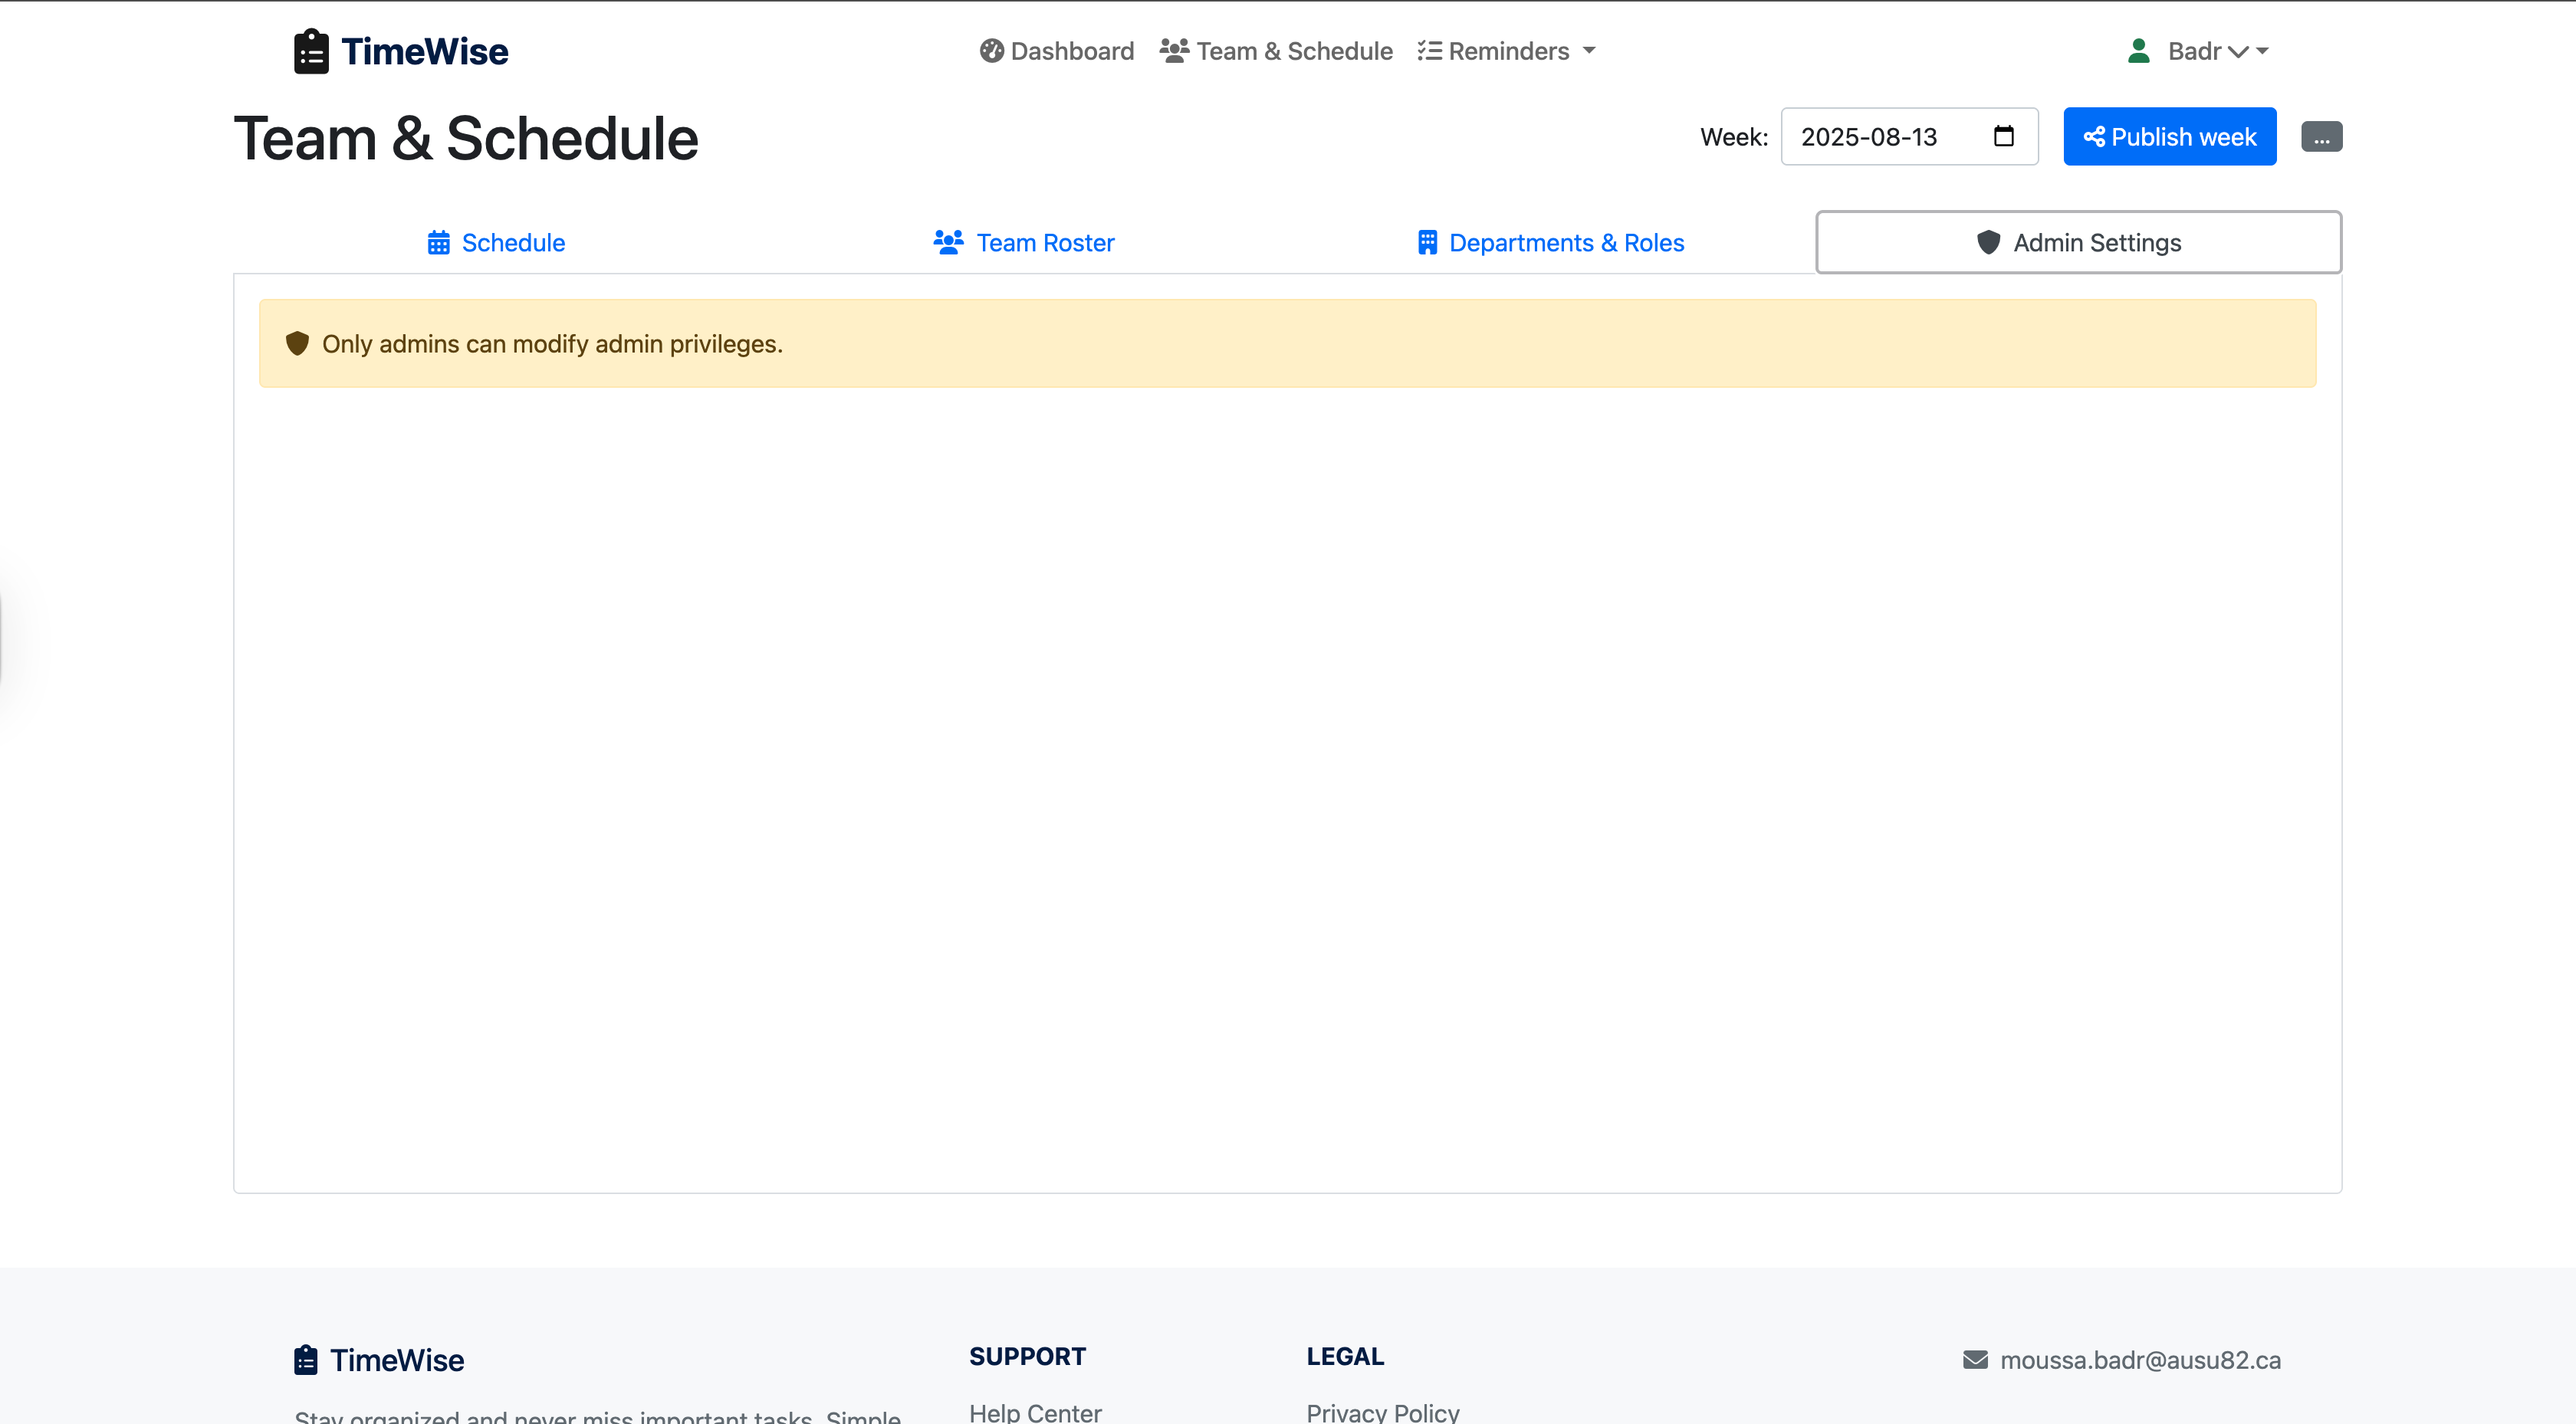 TimeWise
Dashboard Team & Schedule Reminders
Badr
Team & Schedule
Week: 2025-08-13 Publish week ...
Schedule Team Roster Departments & Roles Admin Settings
Only admins can modify admin privileges.
TimeWise
SUPPORT
LEGAL
moussa.badr@ausu82.ca
Stay organized and never miss important tasks. Simple
Help Center
Privacy Policy